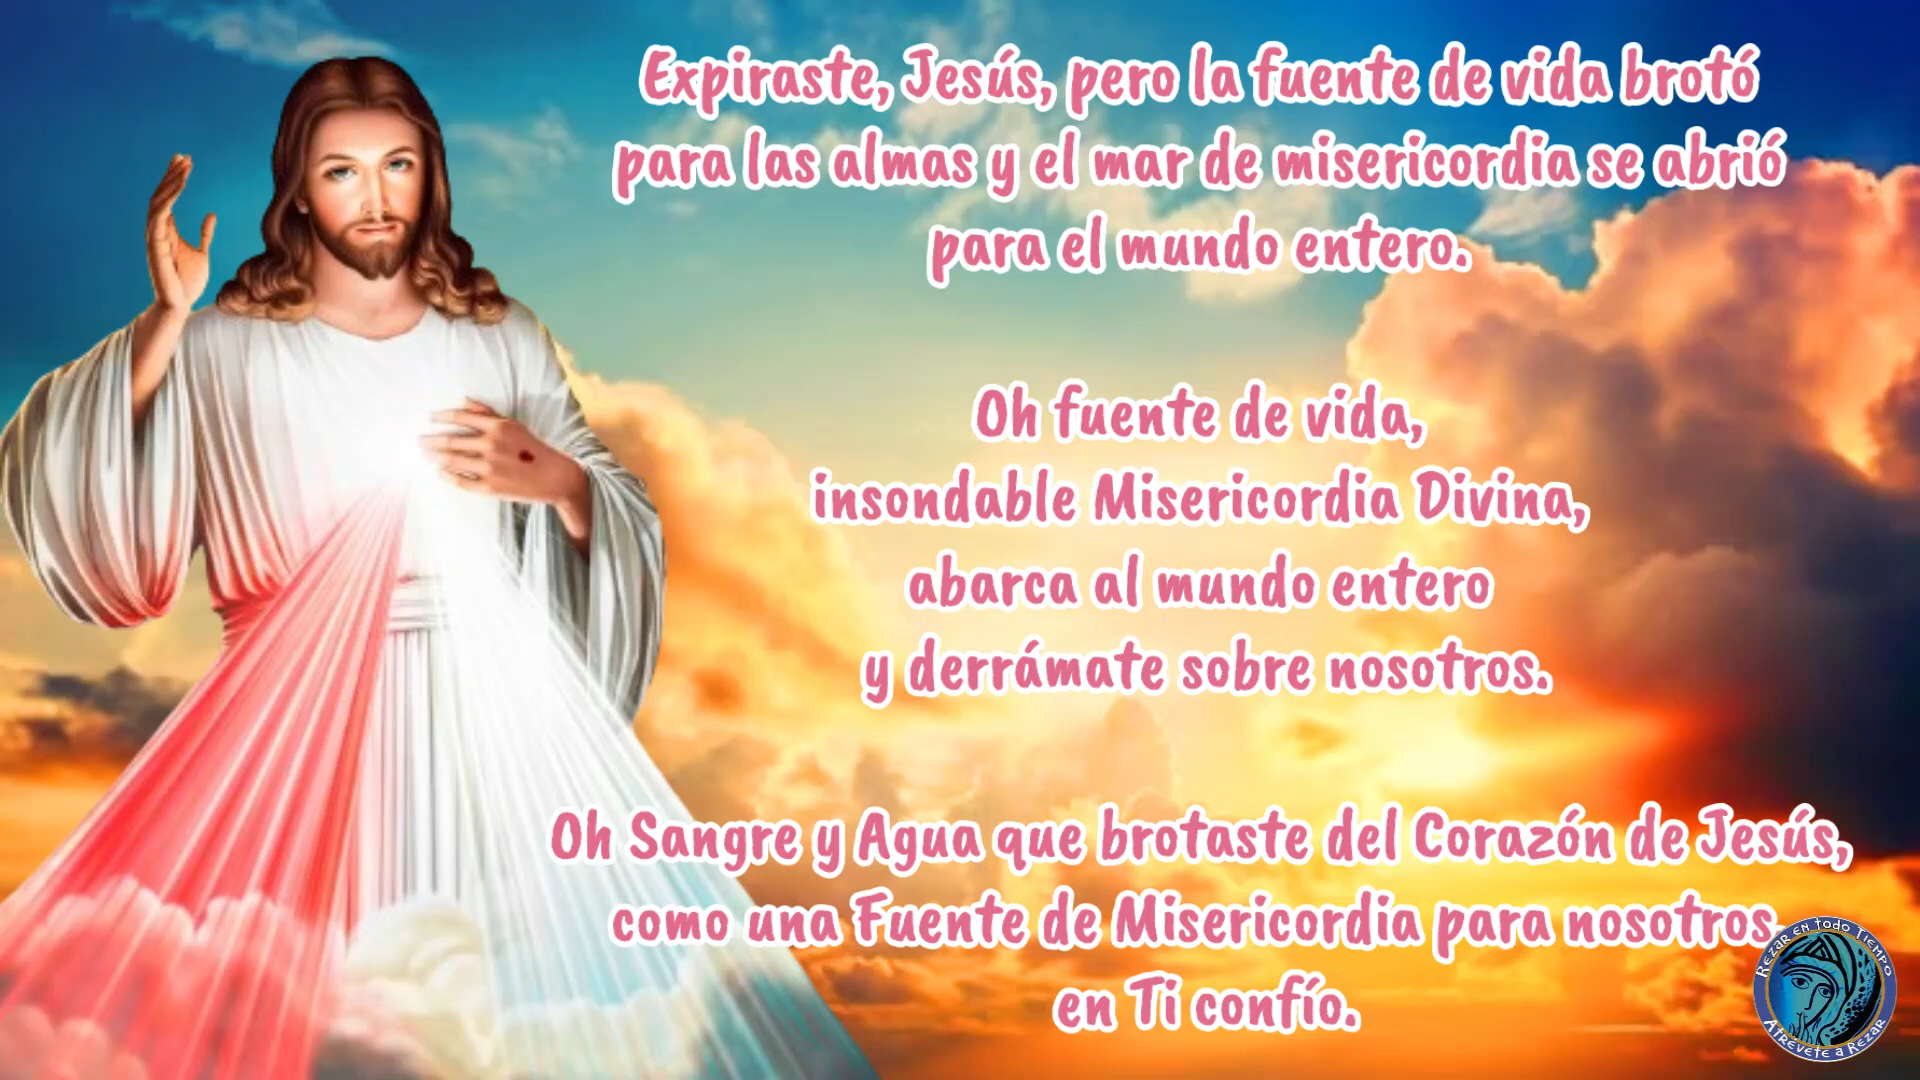 Expiraste, Jesús, pero la fuente de vida brotó
para las almas y el mar de misericordia se abrió
para el mundo entero.
Oh fuente de vida,
insondable Misericordia Divina,
abarca al mundo entero
y derrámate sobre nosotros.
Oh Sangre y Agua que brotaste del Corazón de Jesús,
como una Fuente de Misericordia para nosotros,
en Ti confío.
Rezar en Todo Tiempo
Atrévete a Rezar